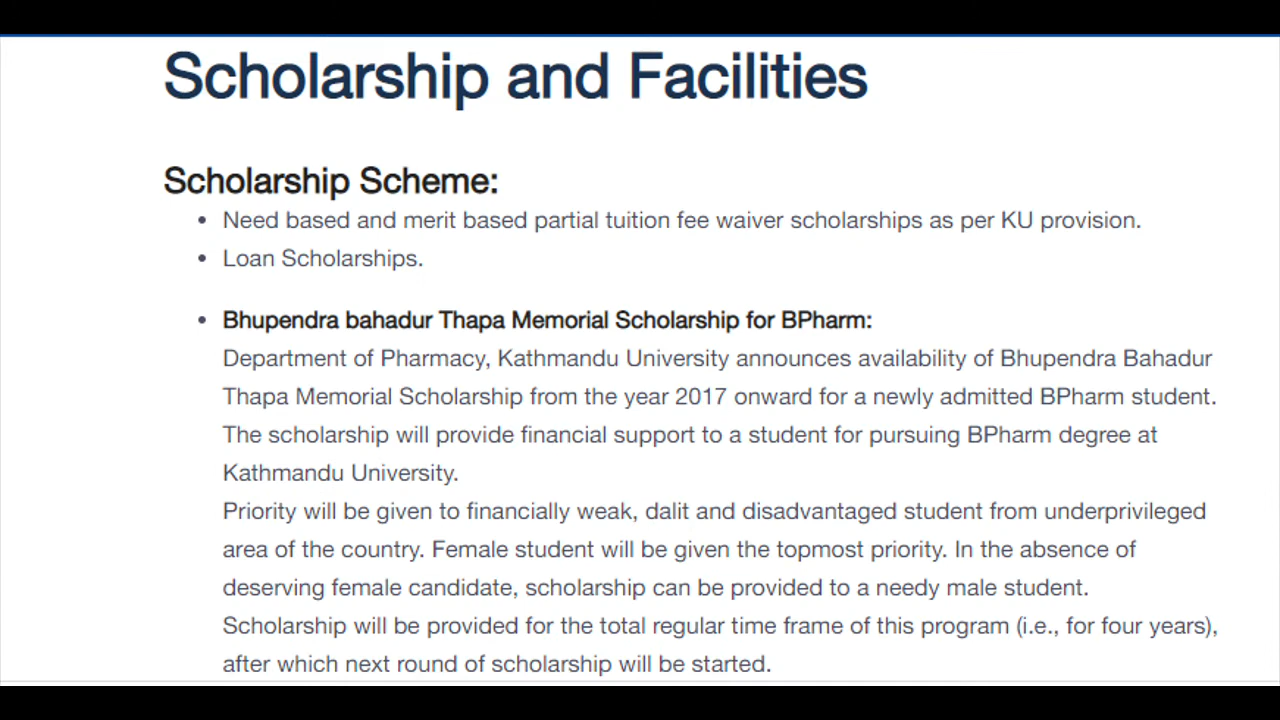 Scholarship and Facilities
Scholarship Scheme:
• Need based and merit based partial tuition fee waiver scholarships as per KU provision.
• Loan Scholarships.
• Bhupendra bahadur Thapa Memorial Scholarship for BPharm:
Department of Pharmacy, Kathmandu University announces availability of Bhupendra Bahadur
Thapa Memorial Scholarship from the year 2017 onward for a newly admitted BPharm student.
The scholarship will provide financial support to a student for pursuing BPharm degree at
Kathmandu University.
Priority will be given to financially weak, dalit and disadvantaged student from underprivileged
area of the country. Female student will be given the topmost priority. In the absence of
deserving female candidate, scholarship can be provided to a needy male student.
Scholarship will be provided for the total regular time frame of this program (i.e., for four years),
after which next round of scholarship will be started.